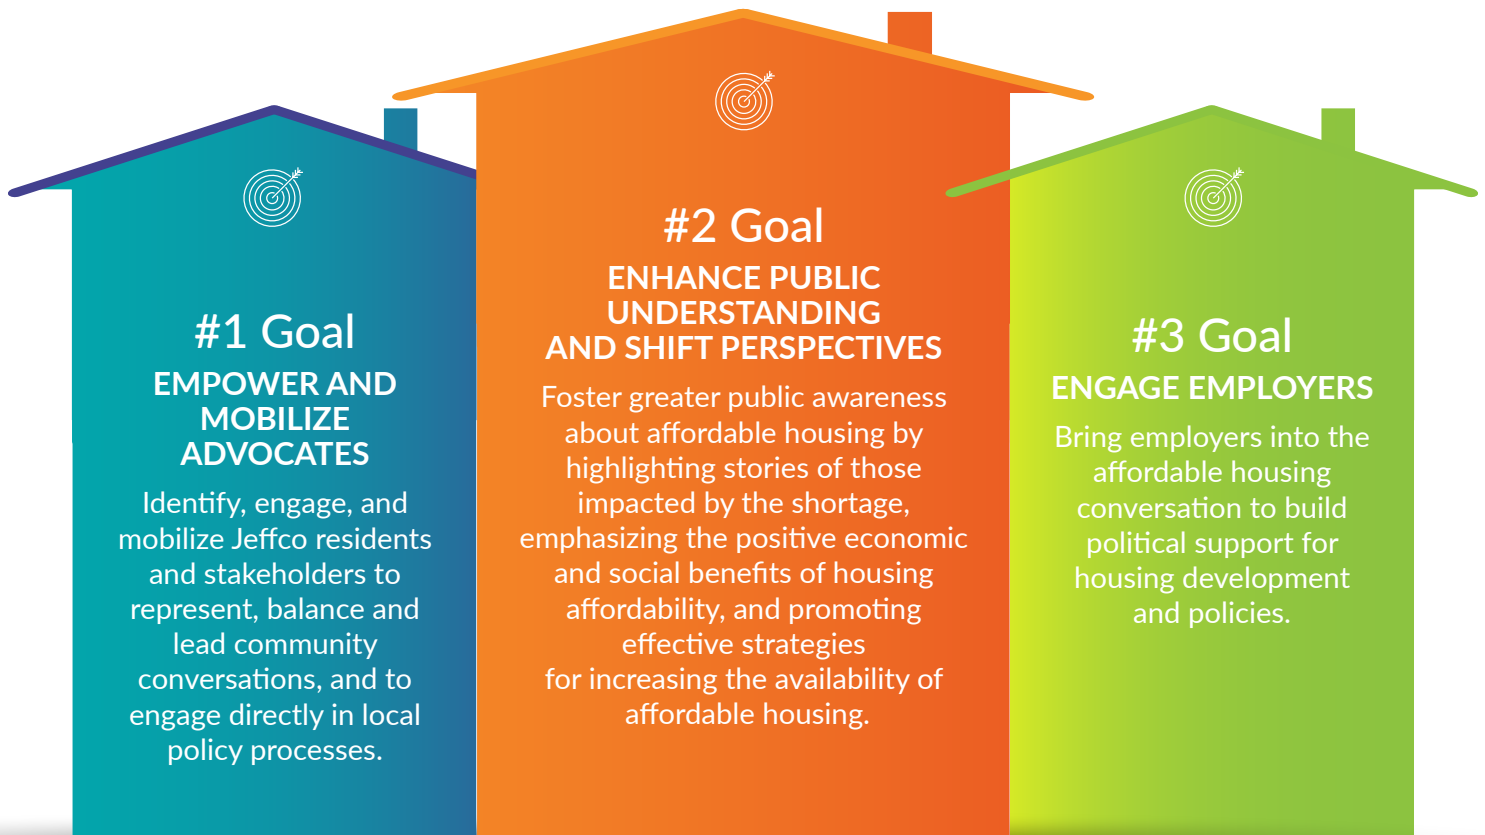 #1 Goal
EMPOWER AND
MOBILIZE
ADVOCATES
Identify, engage, and
mobilize Jeffco residents
and stakeholders to
represent, balance and
lead community
conversations, and to
engage directly in local
policy processes.
#2 Goal
ENHANCE PUBLIC
UNDERSTANDING
AND SHIFT PERSPECTIVES
Foster greater public awareness
about affordable housing by
highlighting stories of those
impacted by the shortage,
emphasizing the positive economic
and social benefits of housing
affordability, and promoting
effective strategies
for increasing the availability of
affordable housing.
#3 Goal
ENGAGE EMPLOYERS
Bring employers into the
affordable housing
conversation to build
political support for
housing development
and policies.